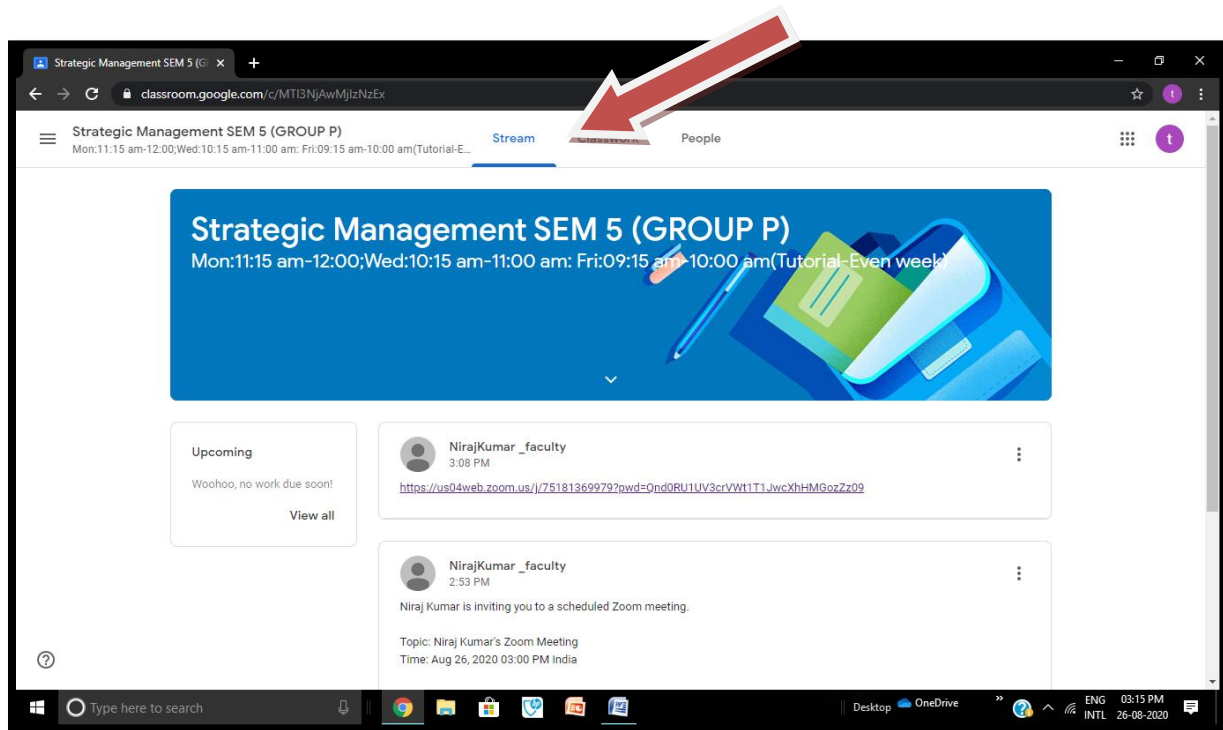 Strategic Management SEM 5 (G
classroom.google.com/c/MTI3NjAwMjIzNzEx
t
Strategic Management SEM 5 (GROUP P)
Mon:11:15 am-12:00;Wed:10:15 am-11:00 am: Fri:09:15 am-10:00 am(Tutorial-E...
Stream
Classwork
People
t
Strategic Management SEM 5 (GROUP P)
Mon:11:15 am-12:00;Wed:10:15 am-11:00 am: Fri:09:15 am-10:00 am(Tutorial-Even week)
Upcoming
Woohoo, no work due soon!
View all
NirajKumar _faculty
3:08 PM
https://us04web.zoom.us/j/75181369979?pwd=Qnd0RU1UV3crVWt1T1JwcXhHMGozZz09
NirajKumar _faculty
2:53 PM
Niraj Kumar is inviting you to a scheduled Zoom meeting.
Topic: Niraj Kumar's Zoom Meeting
Time: Aug 26, 2020 03:00 PM India
Type here to search
Desktop
OneDrive
ENG
INTL
03:15 PM
26-08-2020